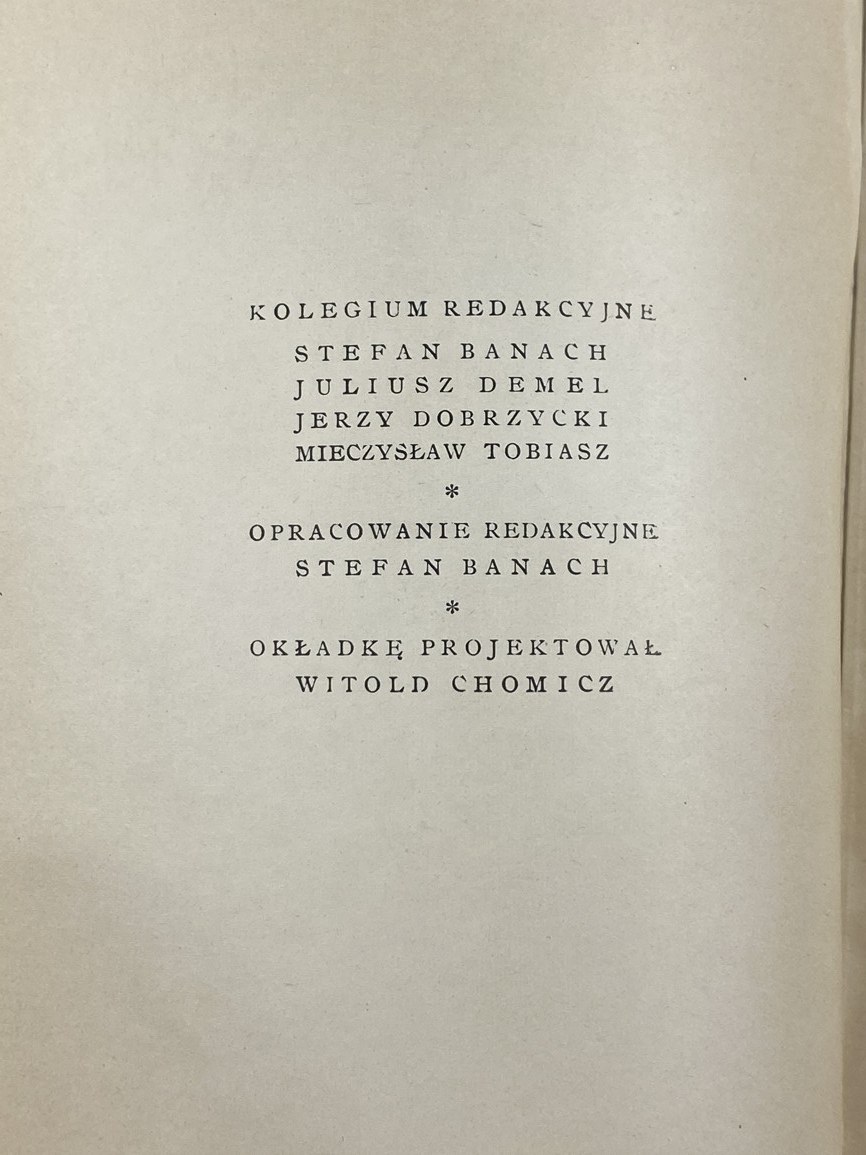 KOLEGIUM REDAKCYJNE
STEFAN BANACH
JULIUSZ DEMEL
JERZY DOBRZYCKI
MIECZYSŁAW TOBIASZ
*
OPRACOWANIE REDAKCYJNE
STEFAN BANACH
*
OKŁADKĘ PROJEKTOWAŁ
WITOLD CHOMICZ